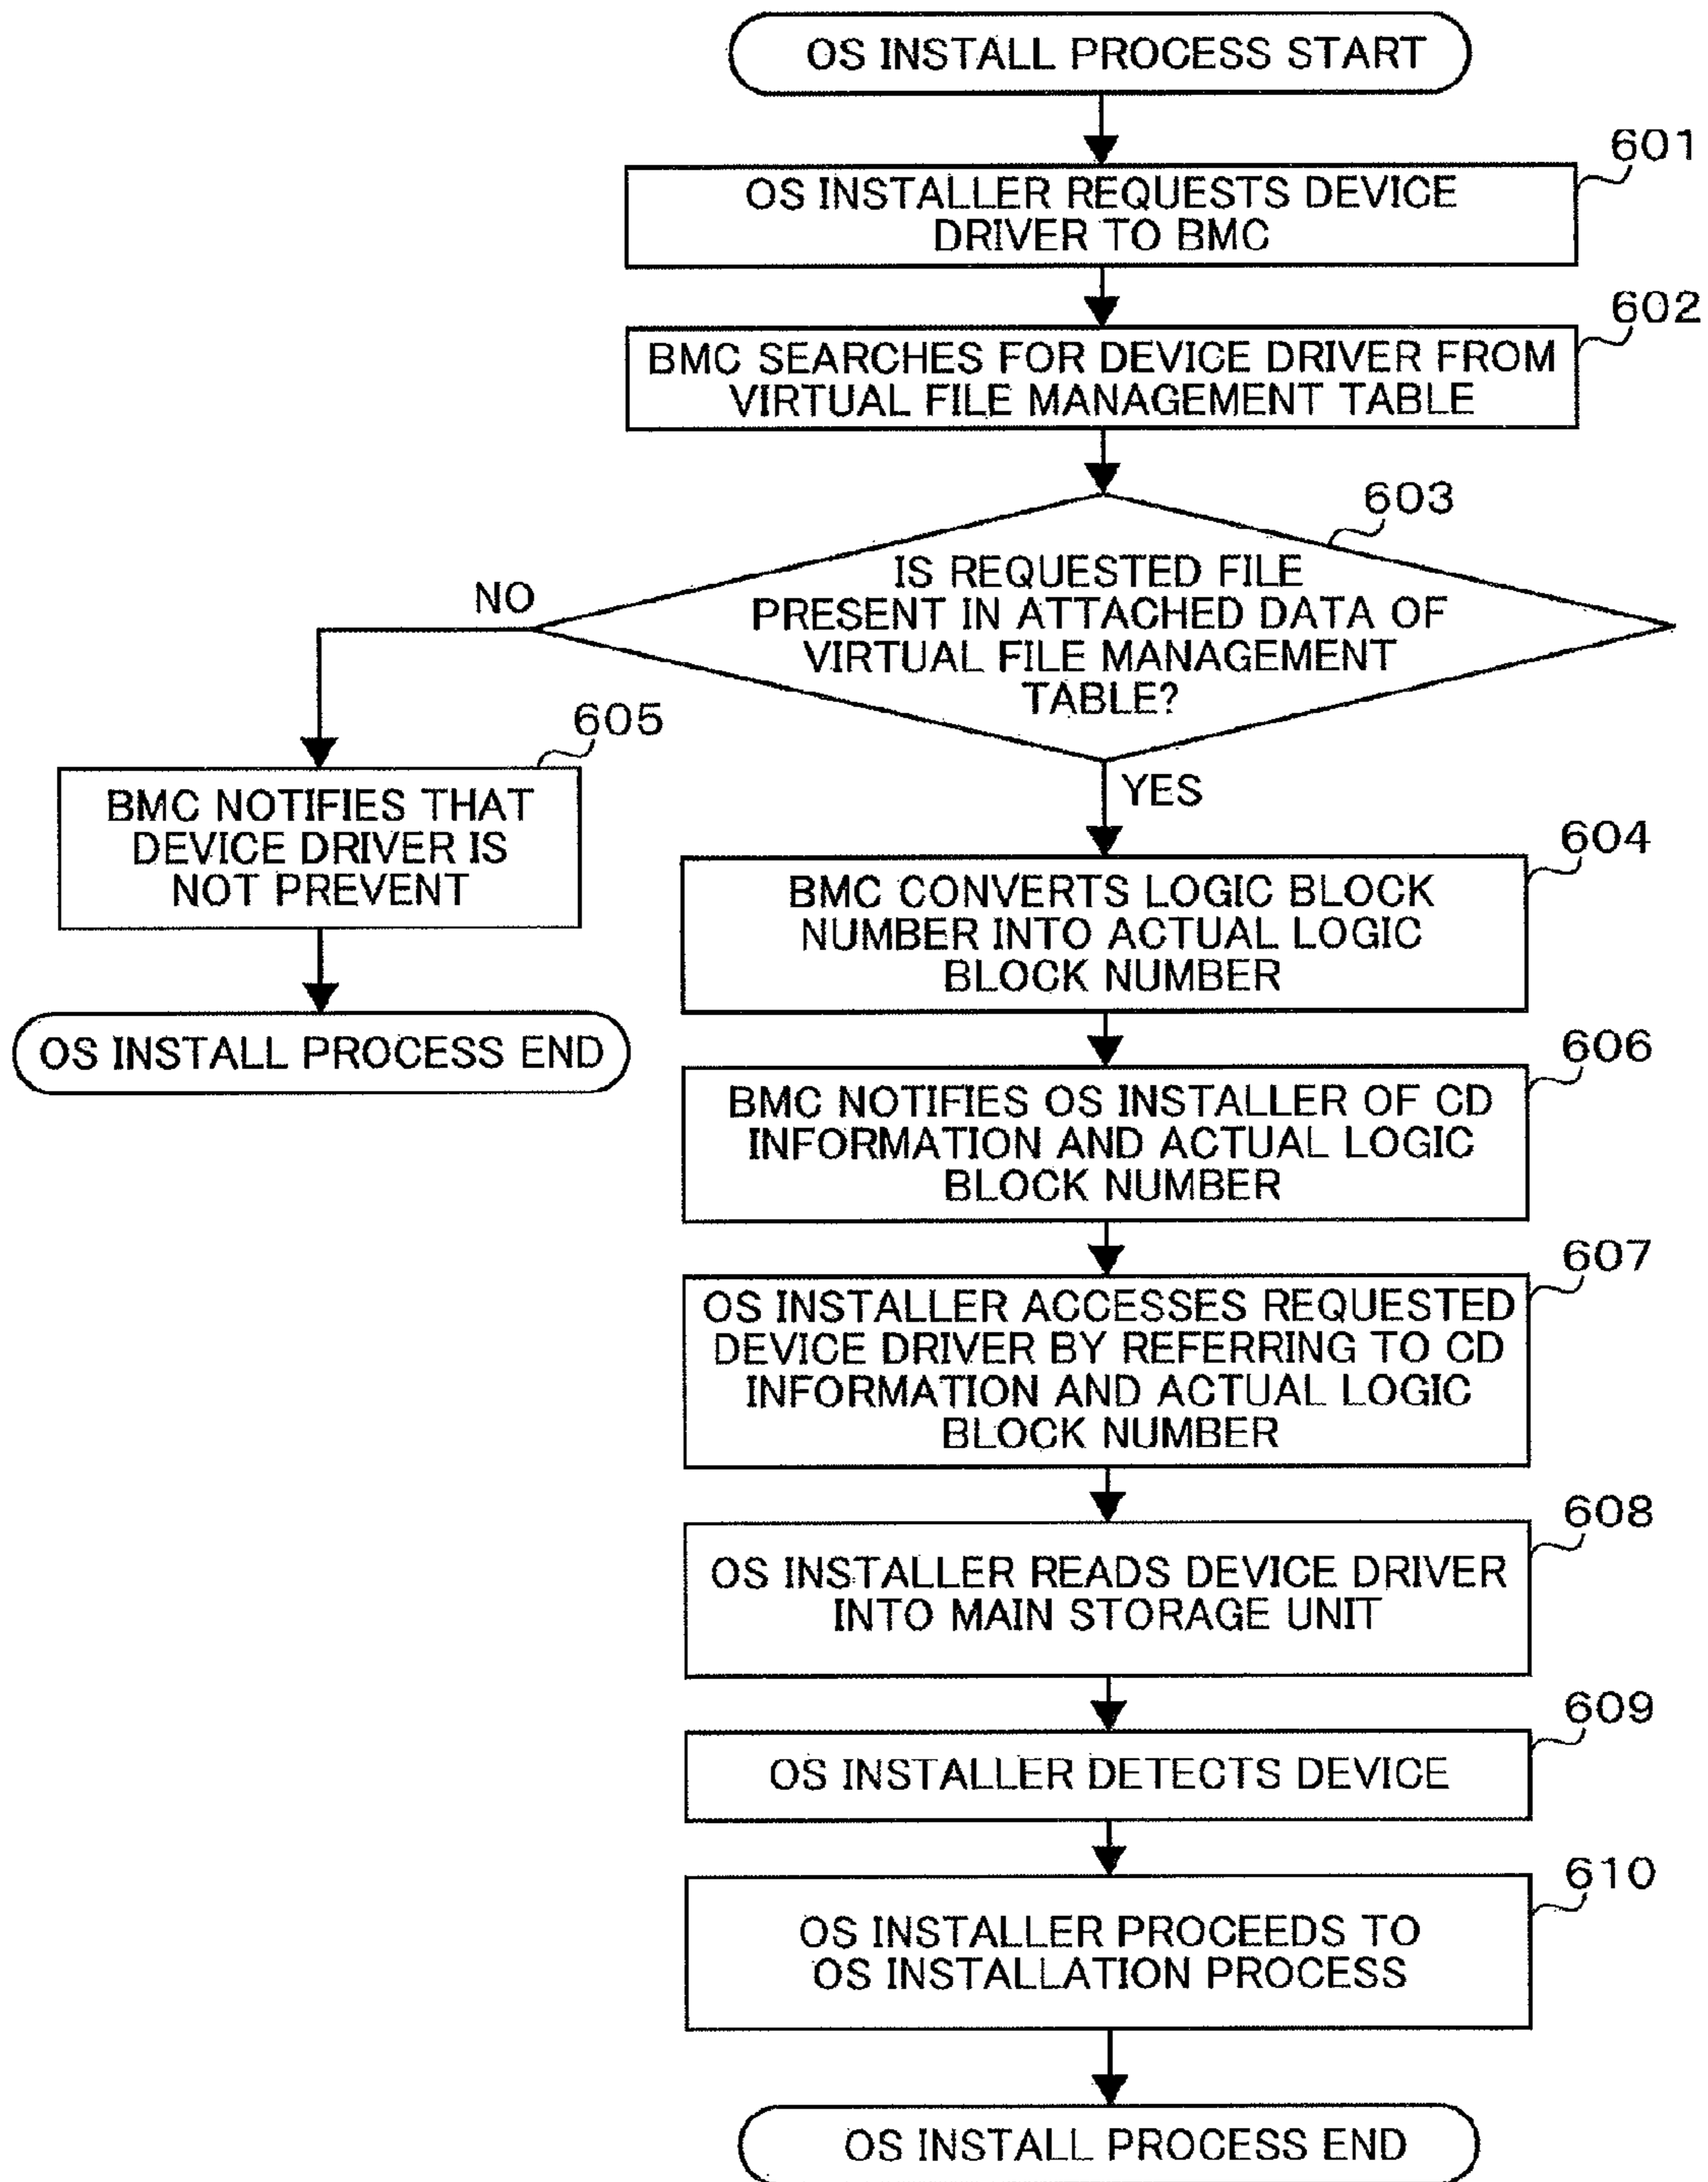 OS INSTALL PROCESS START
601
OS INSTALLER REQUESTS DEVICE
DRIVER TO BMC
602
BMC SEARCHES FOR DEVICE DRIVER FROM
VIRTUAL FILE MANAGEMENT TABLE
603
IS REQUESTED FILE
PRESENT IN ATTACHED DATA OF
VIRTUAL FILE MANAGEMENT
TABLE?
NO
605
BMC NOTIFIES THAT
DEVICE DRIVER IS
NOT PREVENT
OS INSTALL PROCESS END
YES
604
BMC CONVERTS LOGIC BLOCK
NUMBER INTO ACTUAL LOGIC
BLOCK NUMBER
606
BMC NOTIFIES OS INSTALLER OF CD
INFORMATION AND ACTUAL LOGIC
BLOCK NUMBER
607
OS INSTALLER ACCESSES REQUESTED
DEVICE DRIVER BY REFERRING TO CD
INFORMATION AND ACTUAL LOGIC
BLOCK NUMBER
608
OS INSTALLER READS DEVICE DRIVER
INTO MAIN STORAGE UNIT
609
OS INSTALLER DETECTS DEVICE
610
OS INSTALLER PROCEEDS TO
OS INSTALLATION PROCESS
OS INSTALL PROCESS END